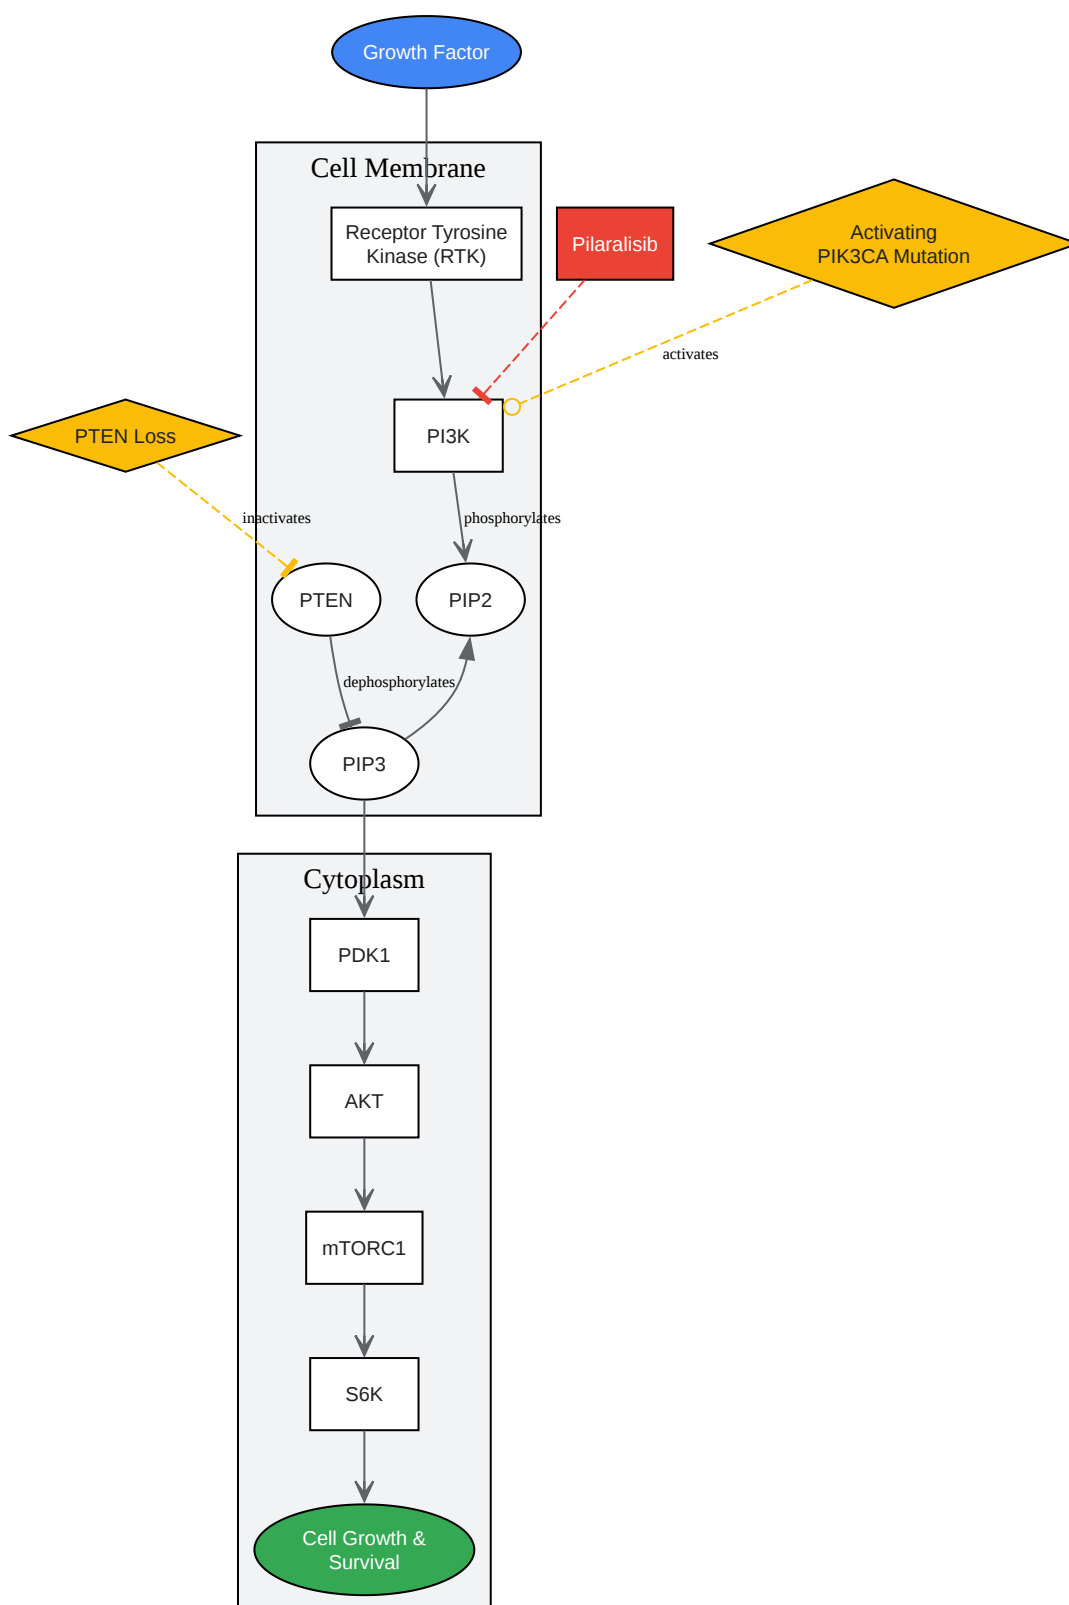 Growth Factor
Cell Membrane
Receptor Tyrosine
Kinase (RTK)
Pilaralisib
Activating
PIK3CA Mutation
activates
PTEN Loss
PI3K
inactivates
phosphorylates
PTEN
PIP2
dephosphorylates
PIP3
Cytoplasm
PDK1
AKT
mTORC1
S6K
Cell Growth &
Survival